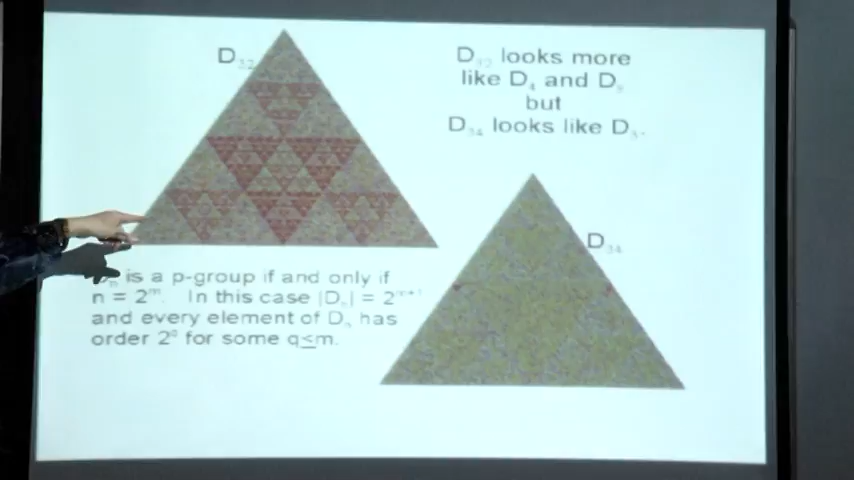 D₃₂
D₃₂ looks more
like D₄ and D
but
D₃₄ looks like D
D₃₄
is a p-group if and only if
n = 2ᵐ. In this case |Dₙ| = 2ᵐ⁺¹
and every element of Dₙ has
order 2 for some q≤m.